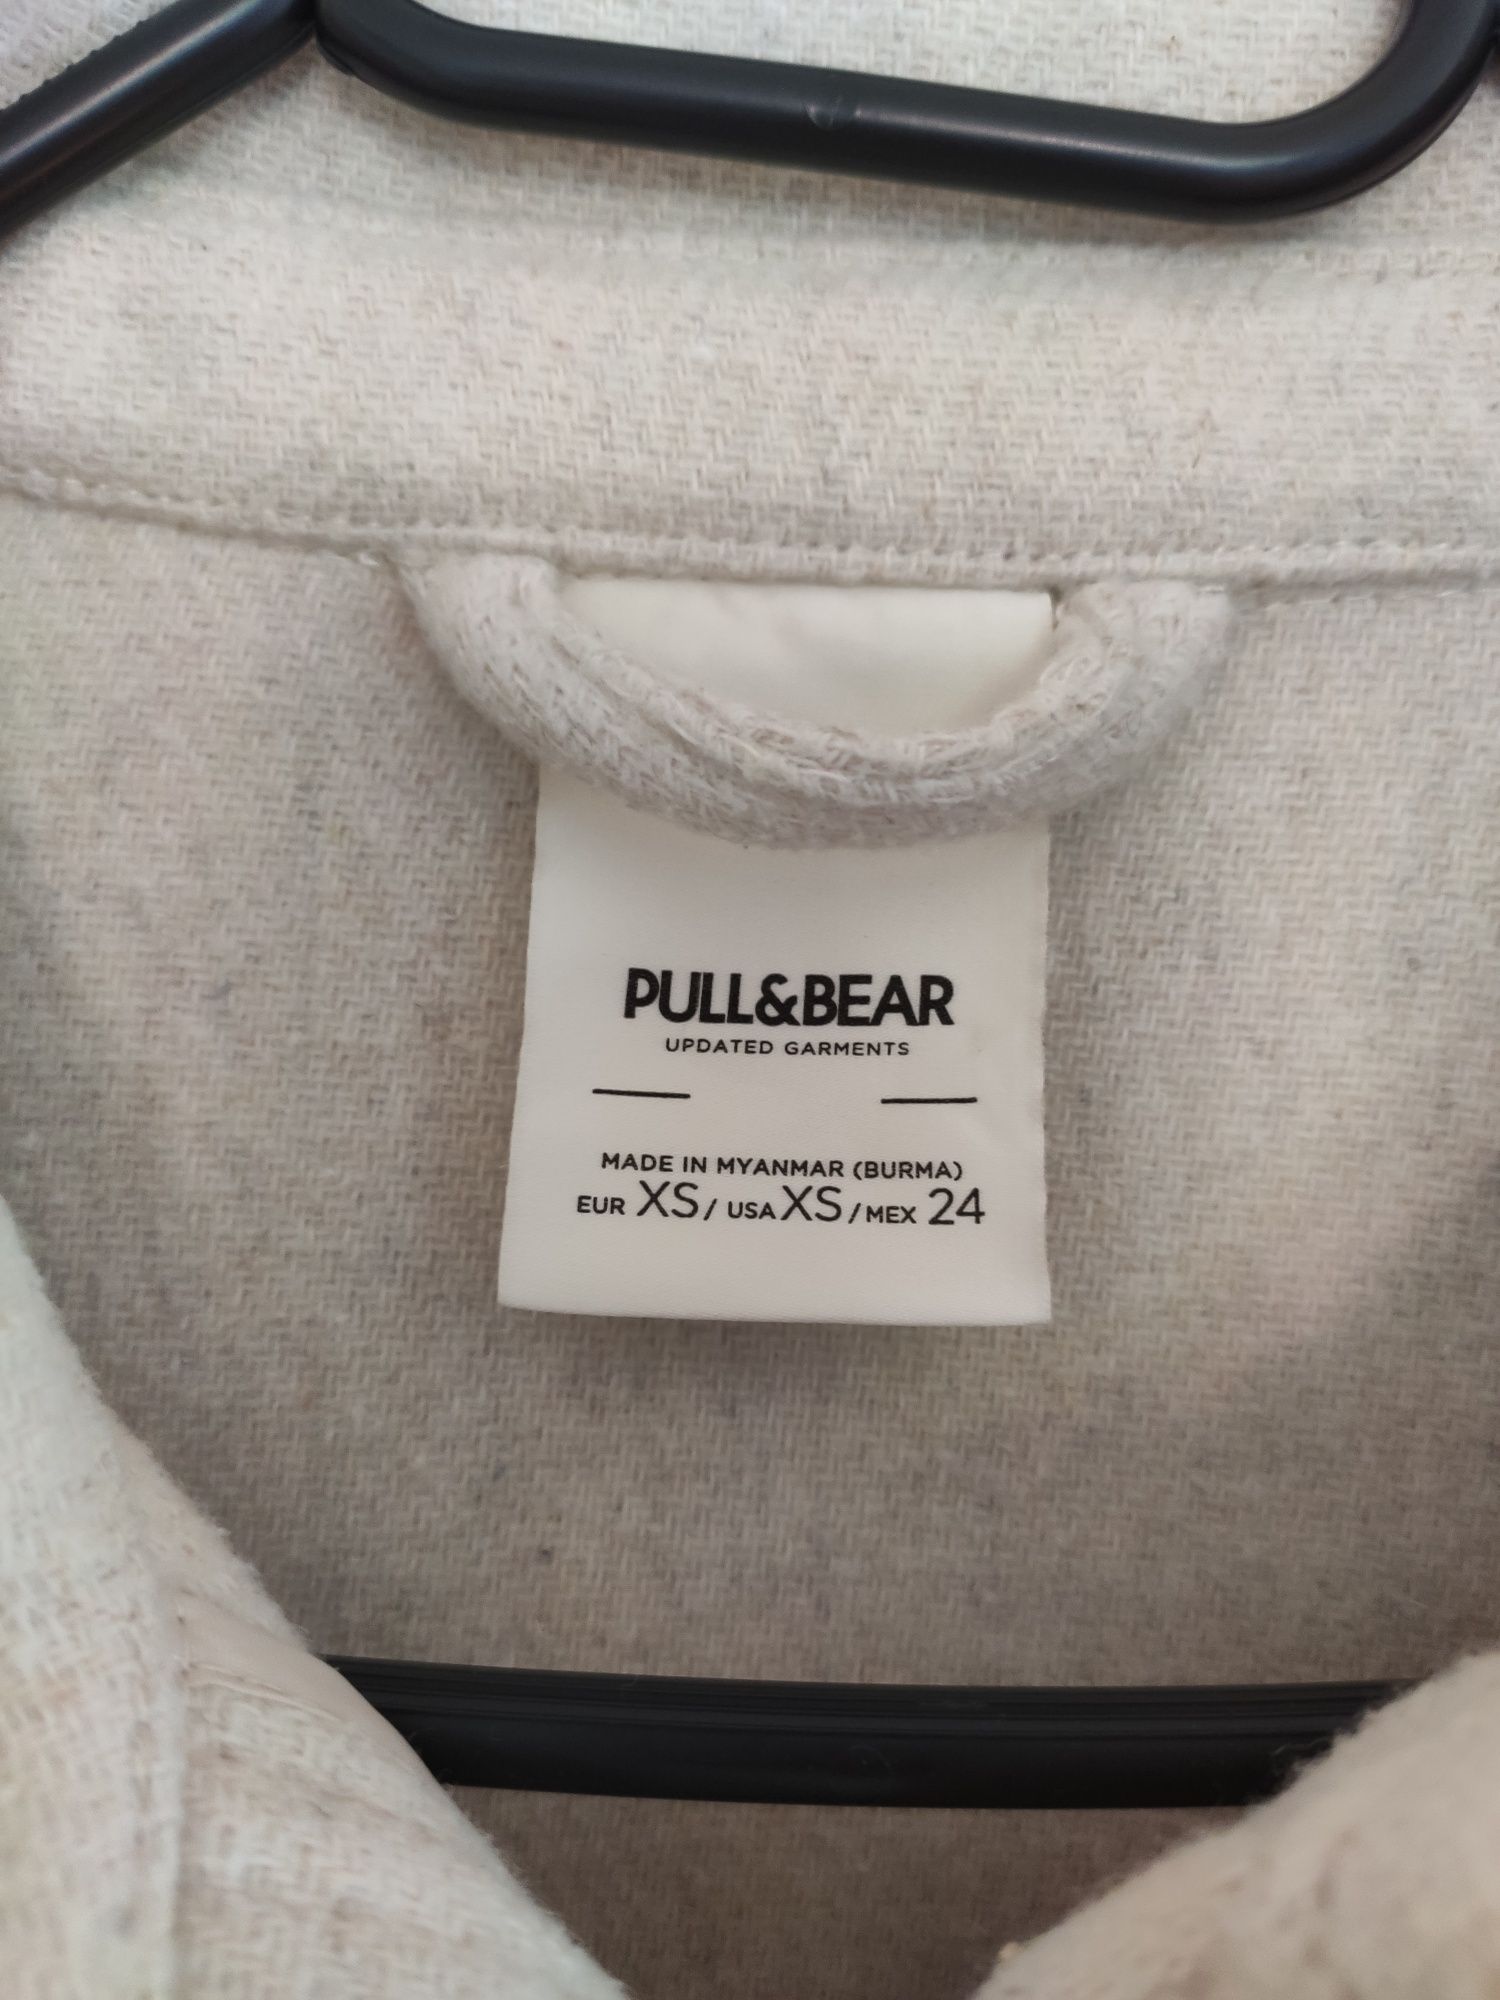 PULL&BEAR
UPDATED GARMENTS
MADE IN MYANMAR (BURMA)
EUR XS / USA XS / MEX 24